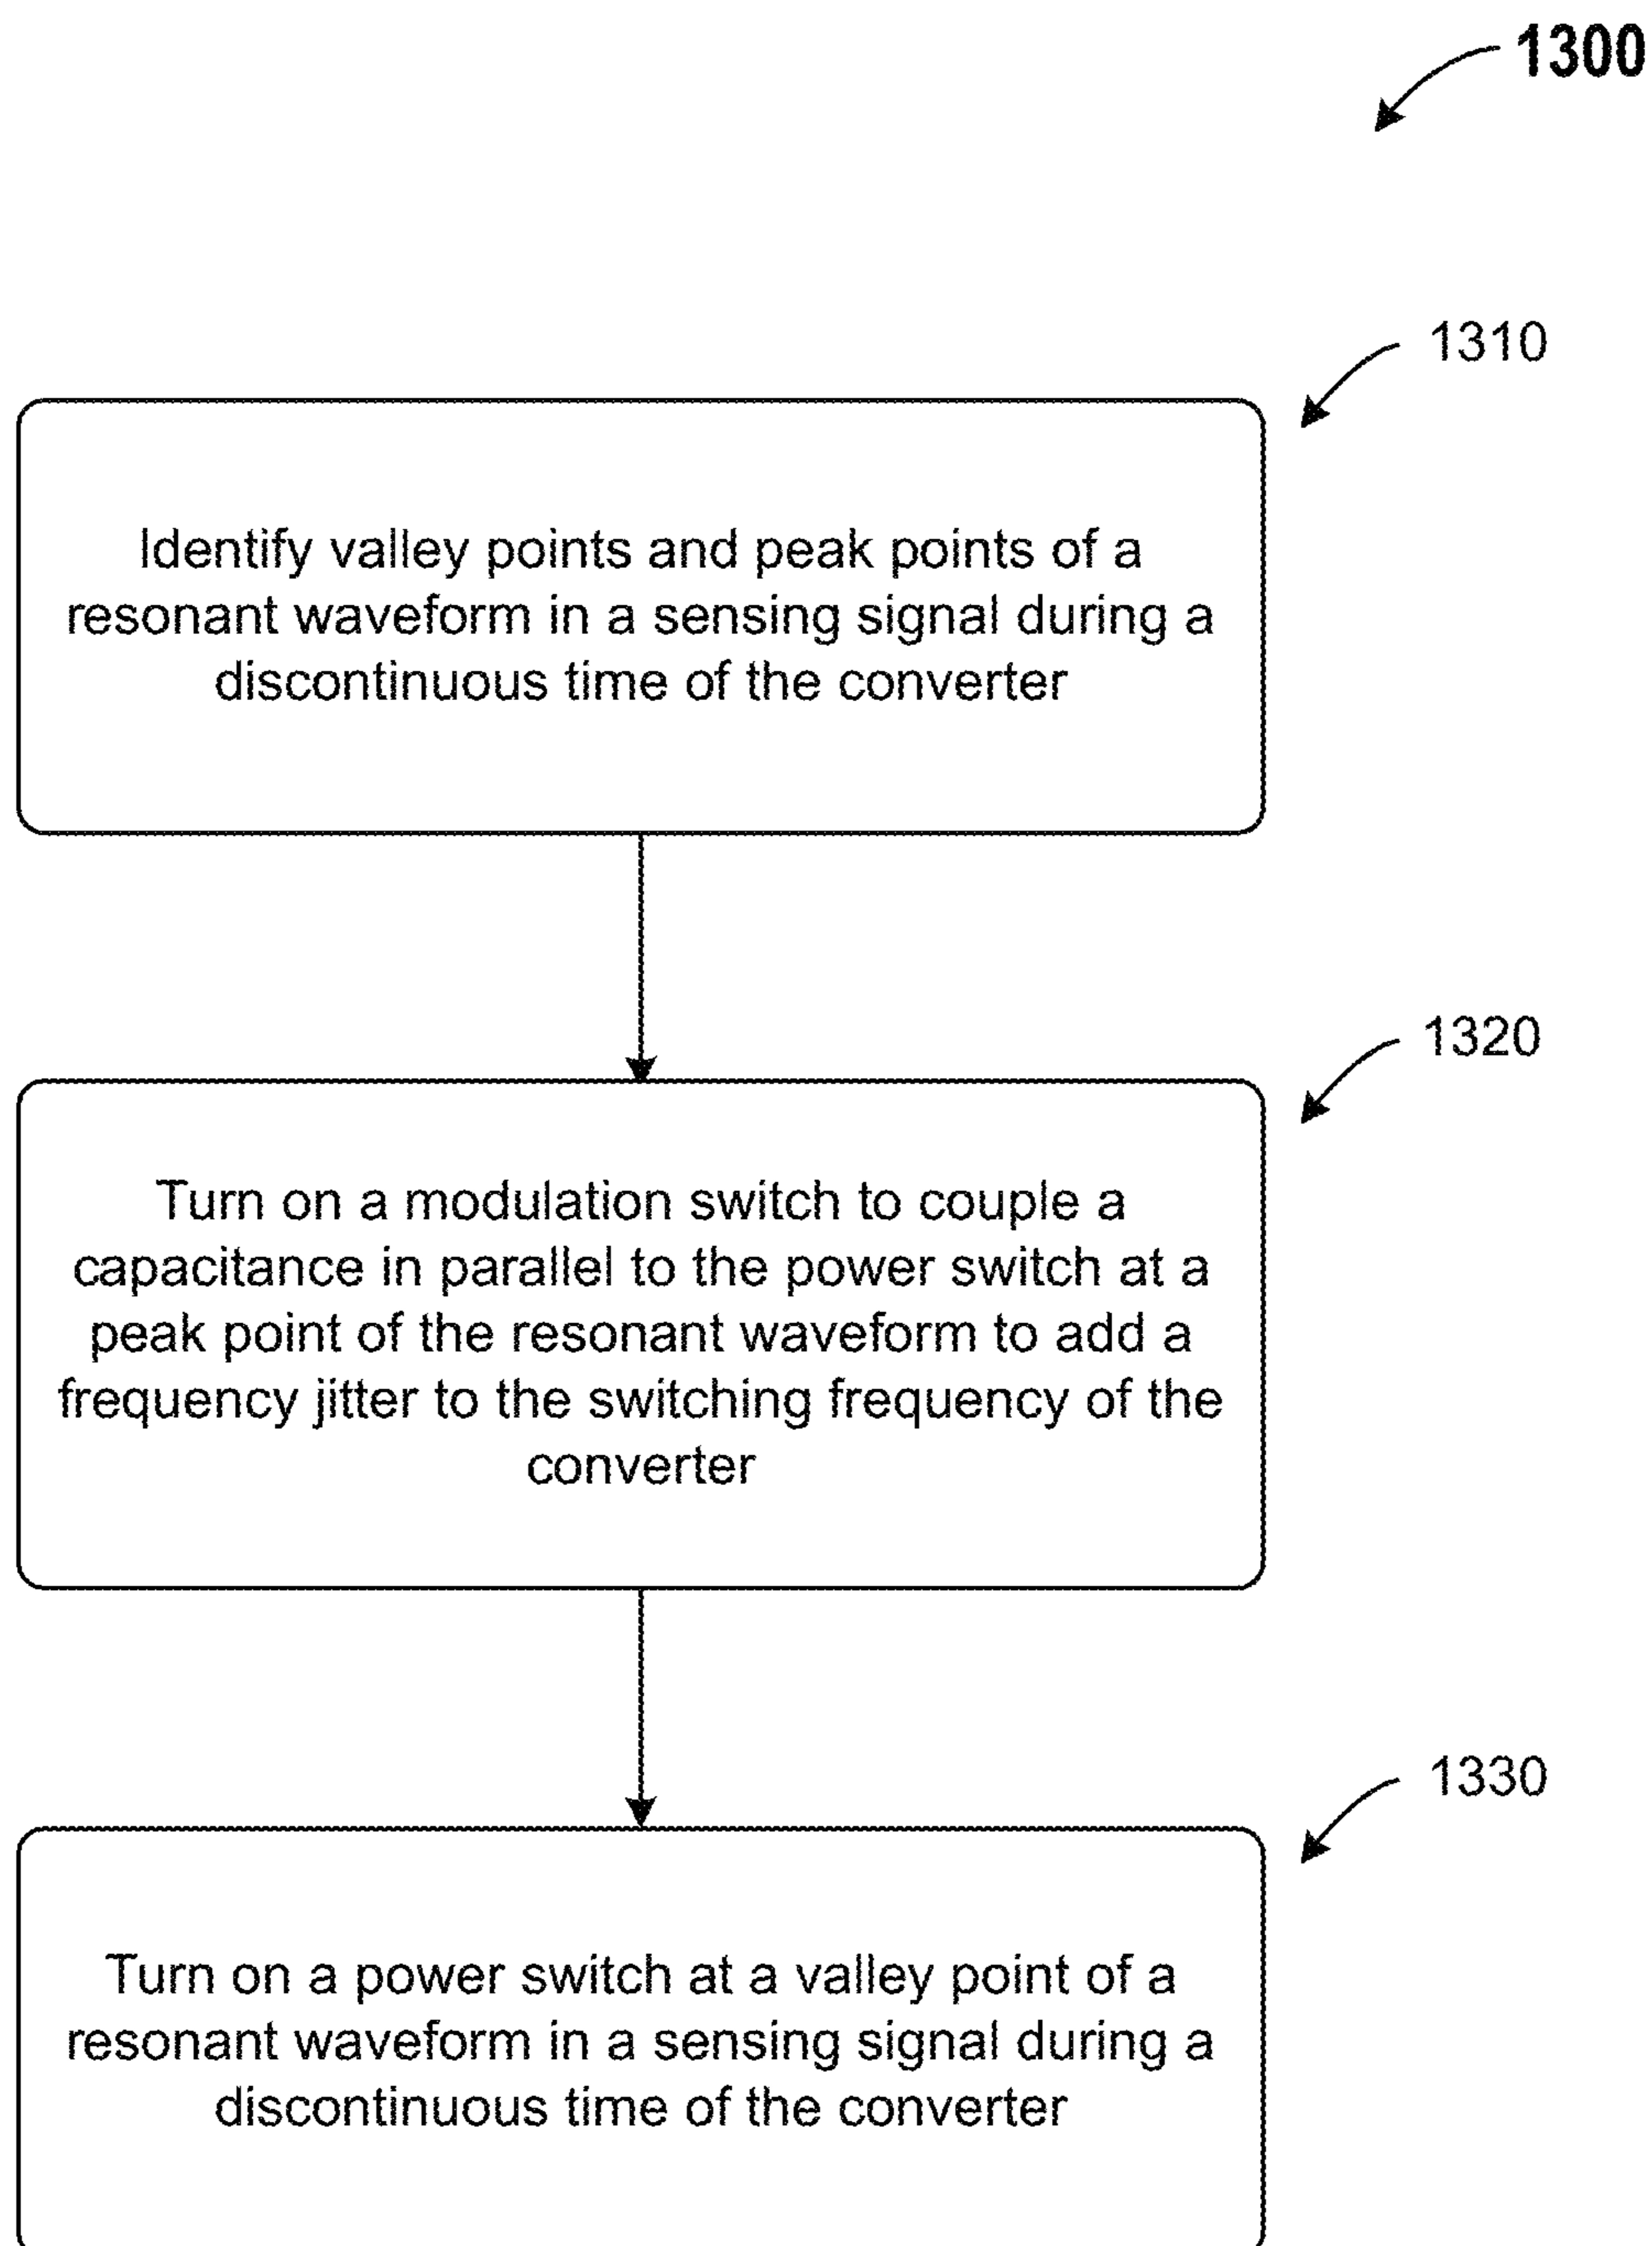 1300
1310
Identify valley points and peak points of a
resonant waveform in a sensing signal during a
discontinuous time of the converter
1320
Turn on a modulation switch to couple a
capacitance in parallel to the power switch at a
peak point of the resonant waveform to add a
frequency jitter to the switching frequency of the
converter
1330
Turn on a power switch at a valley point of a
resonant waveform in a sensing signal during a
discontinuous time of the converter